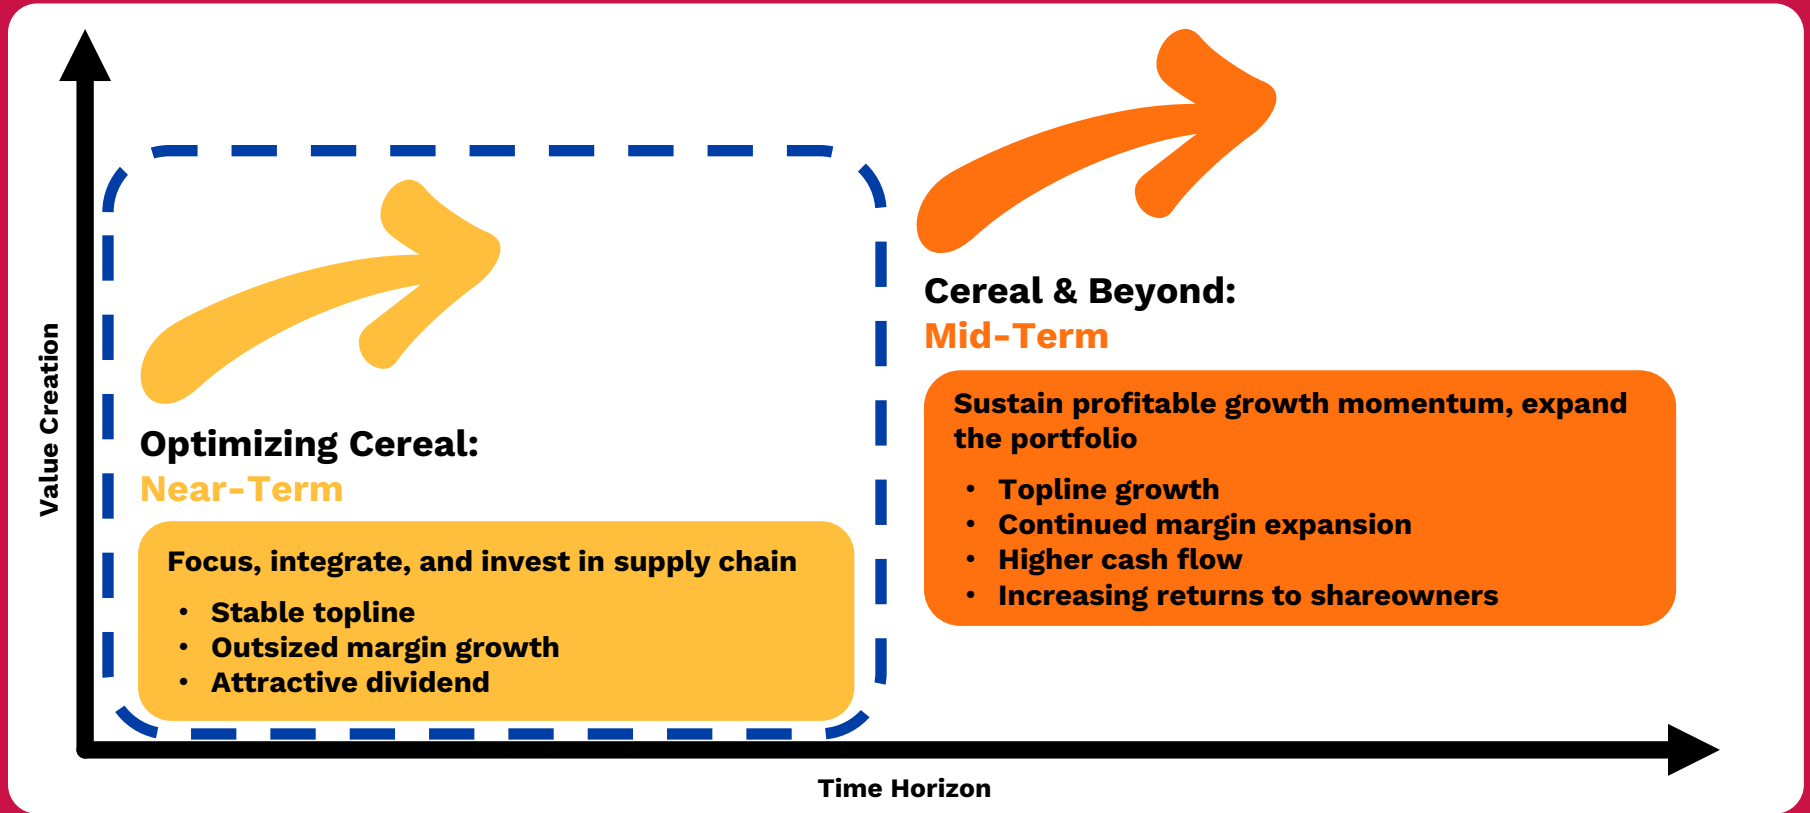 Value Creation
Optimizing Cereal:
Near-Term
Focus, integrate, and invest in supply chain
• Stable topline
• Outsized margin growth
• Attractive dividend
Cereal & Beyond:
Mid-Term
Sustain profitable growth momentum, expand
the portfolio
• Topline growth
• Continued margin expansion
• Higher cash flow
• Increasing returns to shareowners
Time Horizon